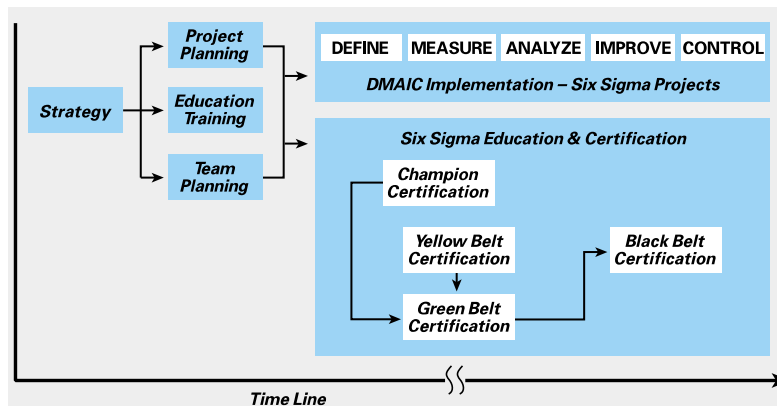 Strategy
Project
Planning
Education
Training
Team
Planning
DEFINE MEASURE ANALYZE IMPROVE CONTROL
DMAIC Implementation – Six Sigma Projects
Six Sigma Education & Certification
Champion
Certification
Yellow Belt
Certification
Green Belt
Certification
Black Belt
Certification
Time Line